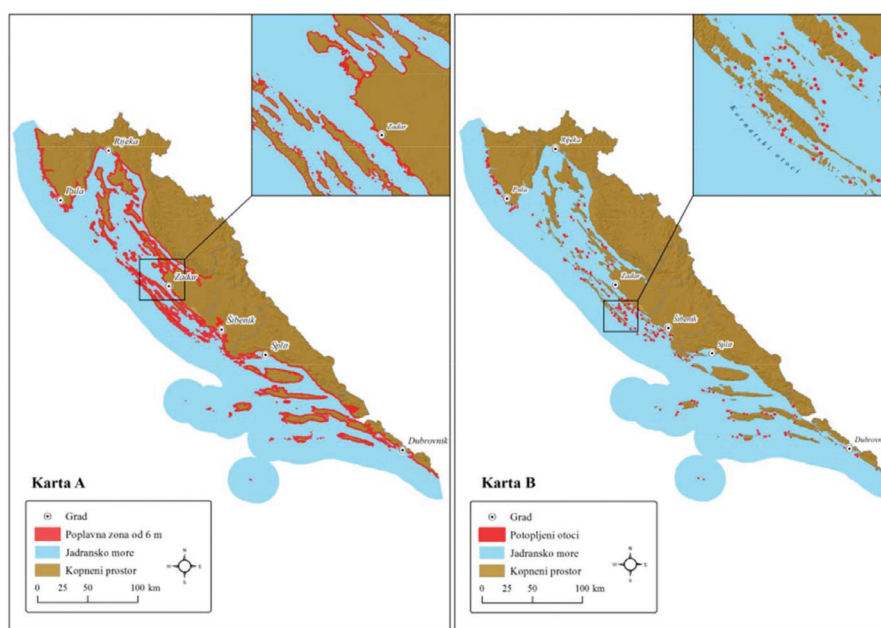 Zadar
Rijeka
Pula
Zadar
Šibenik
Split
Dubrovnik
Karta A
Grad
Poplavna zona od 6 m
Jadransko more
Kopneni prostor
0 25 50 100 km
N
W E
S
Kornatski otoci
Rijeka
Pula
Zadar
Šibenik
Split
Dubrovn
Karta B
Grad
Potopljeni otoci
Jadransko more
Kopneni prostor
0 25 50 100 km
N
W E
S